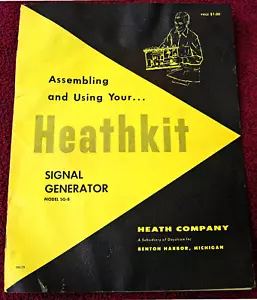 PRICE $1.00
Assembling
and Using Your...
Heathkit
SIGNAL
GENERATOR
MODEL SG-8
HEATH COMPANY
A Subsidiary of Daystrom Inc.
BENTON HARBOR, MICHIGAN